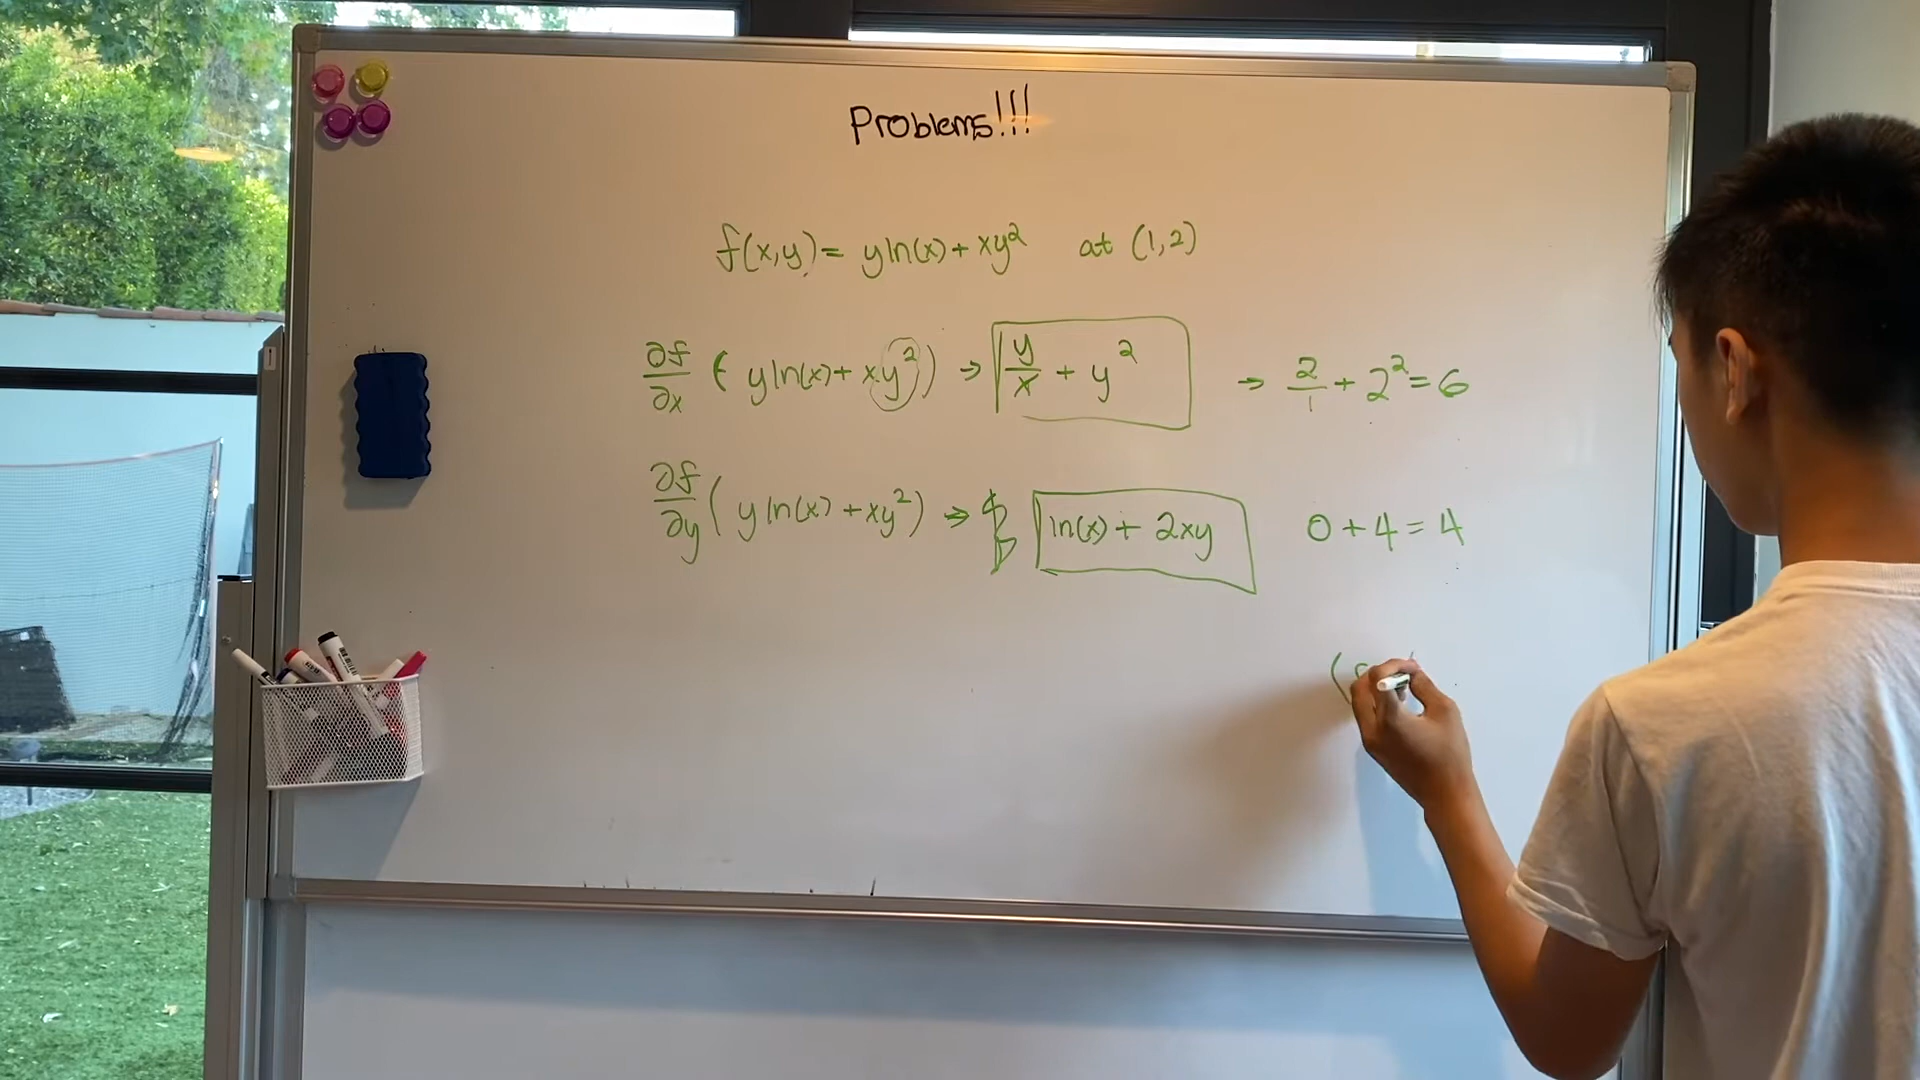 Problems!!!
f(x,y) = y ln(x) + xy² at (1,2)
∂f/∂x ( y ln(x) + xy² ) → y/x + y² → 2/1 + 2² = 6
∂f/∂y ( y ln(x) + xy² ) → ln(x) + 2xy 0 + 4 = 4
(